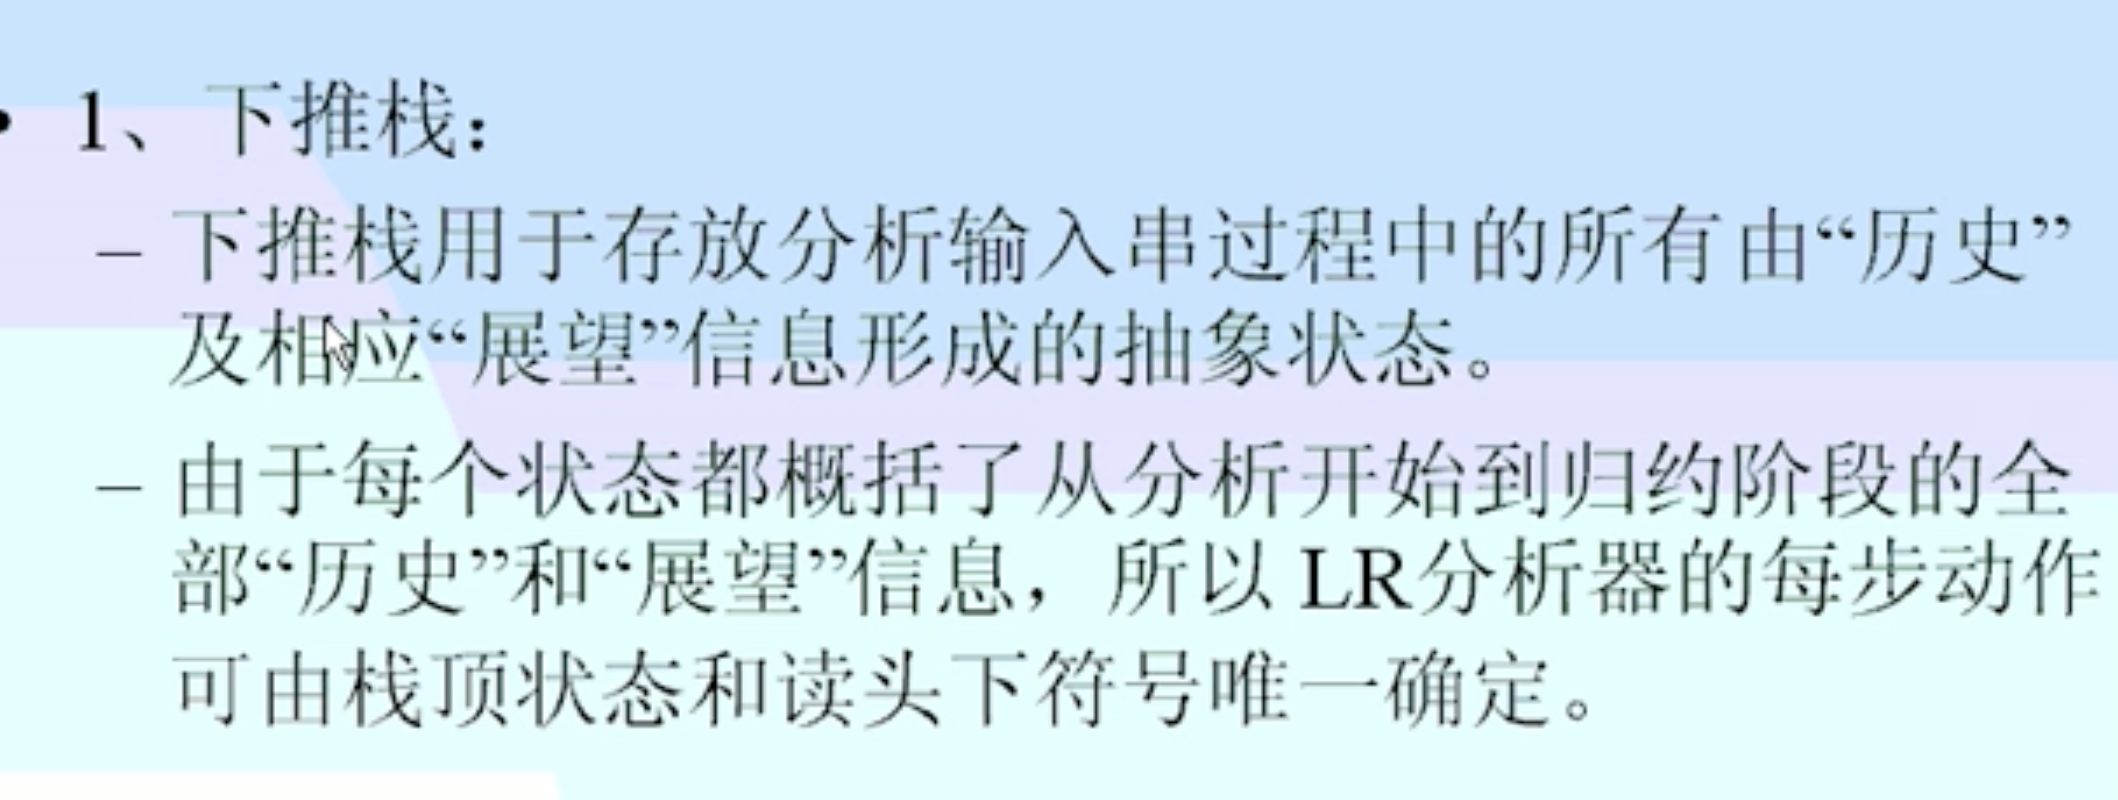 • 1、下推栈：
– 下推栈用于存放分析输入串过程中的所有由“历史”
及相应“展望”信息形成的抽象状态。
– 由于每个状态都概括了从分析开始到归约阶段的全
部“历史”和“展望”信息，所以 LR分析器的每步动作
可由栈顶状态和读头下符号唯一确定。